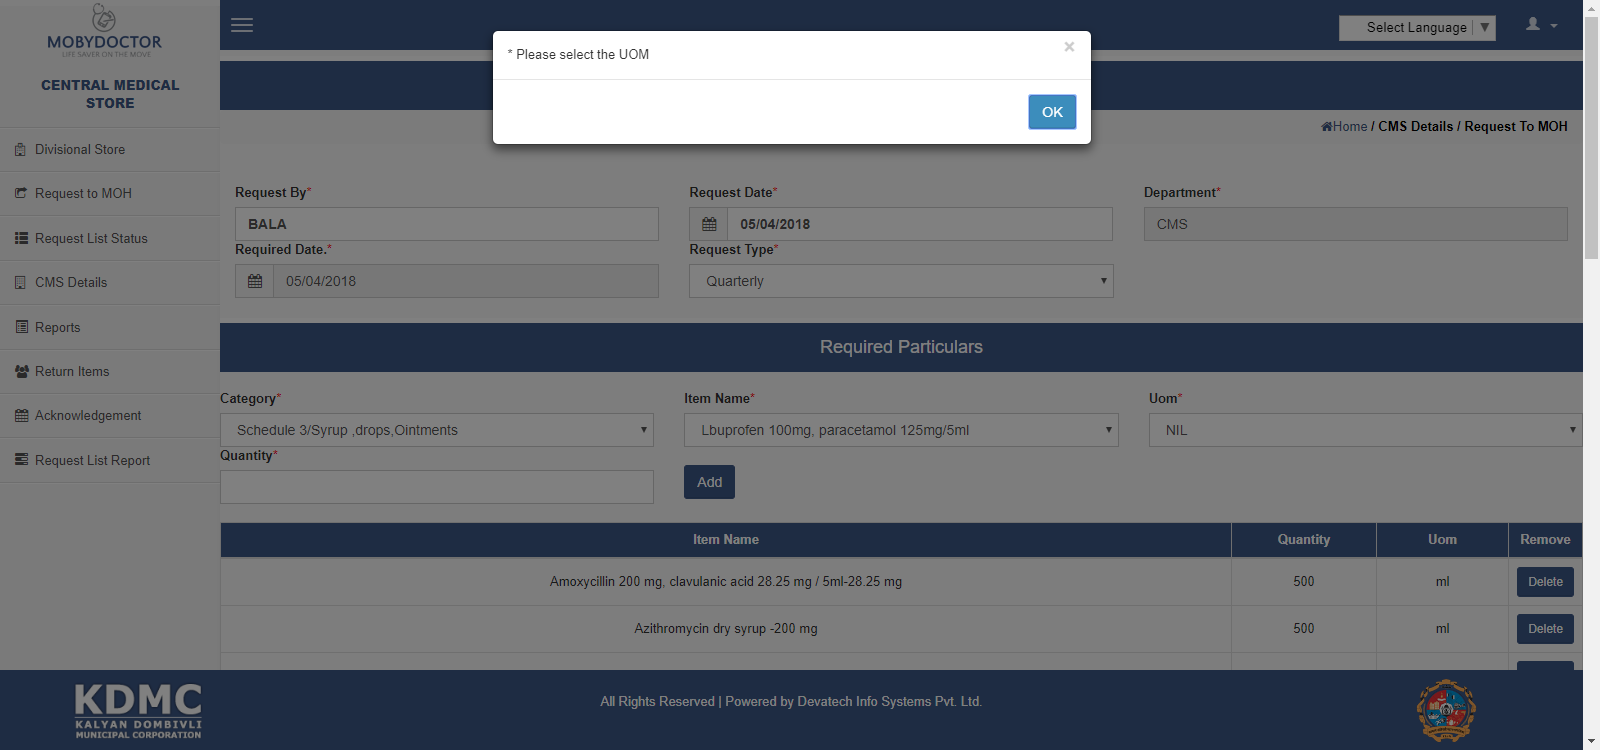 MOBYDOCTOR
LIFE SAVER ON THE MOVE
CENTRAL MEDICAL
STORE
Divisional Store
Request to MOH
Request List Status
CMS Details
Reports
Return Items
Acknowledgement
Request List Report
Select Language ▼
* Please select the UOM
×
OK
Home / CMS Details / Request To MOH
Request By*
Request Date*
Department*
BALA
05/04/2018
CMS
Required Date.*
Request Type*
05/04/2018
Quarterly
Required Particulars
Category*
Item Name*
Uom*
Schedule 3/Syrup ,drops,Ointments
Lbuprofen 100mg, paracetamol 125mg/5ml
NIL
Quantity*
Add
Item Name Quantity Uom Remove
Amoxycillin 200 mg, clavulanic acid 28.25 mg / 5ml-28.25 mg 500 ml Delete
Azithromycin dry syrup -200 mg 500 ml Delete
KDMC
KALYAN DOMBIVLI
MUNICIPAL CORPORATION
All Rights Reserved | Powered by Devatech Info Systems Pvt. Ltd.